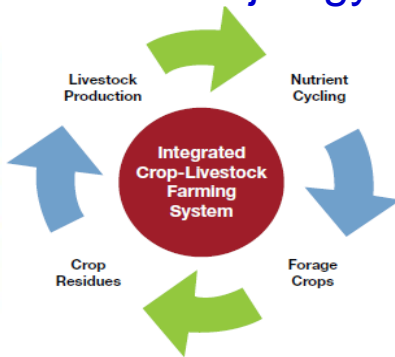 Livestock
Production
Nutrient
Cycling
Integrated
Crop-Livestock
Farming
System
Crop
Residues
Forage
Crops